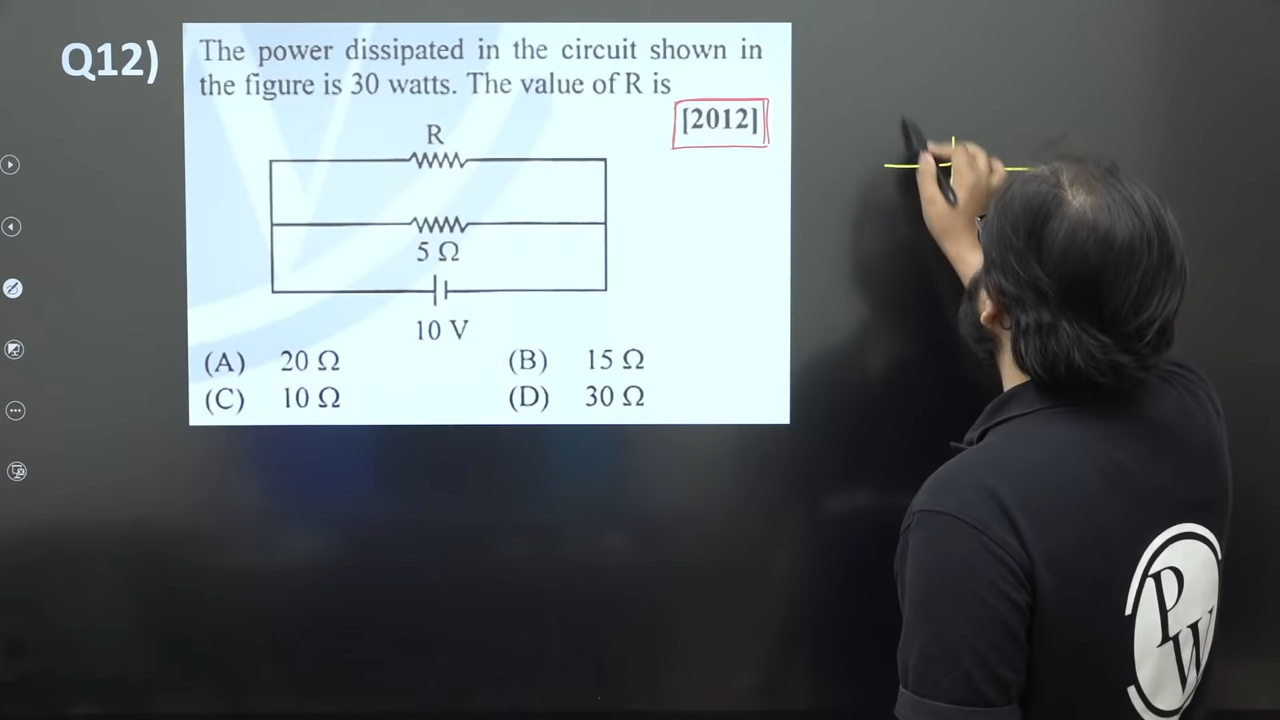 Q12)
The power dissipated in the circuit shown in
the figure is 30 watts. The value of R is
[2012]
R
5 Ω
10 V
(A) 20 Ω (B) 15 Ω
(C) 10 Ω (D) 30 Ω
P
W